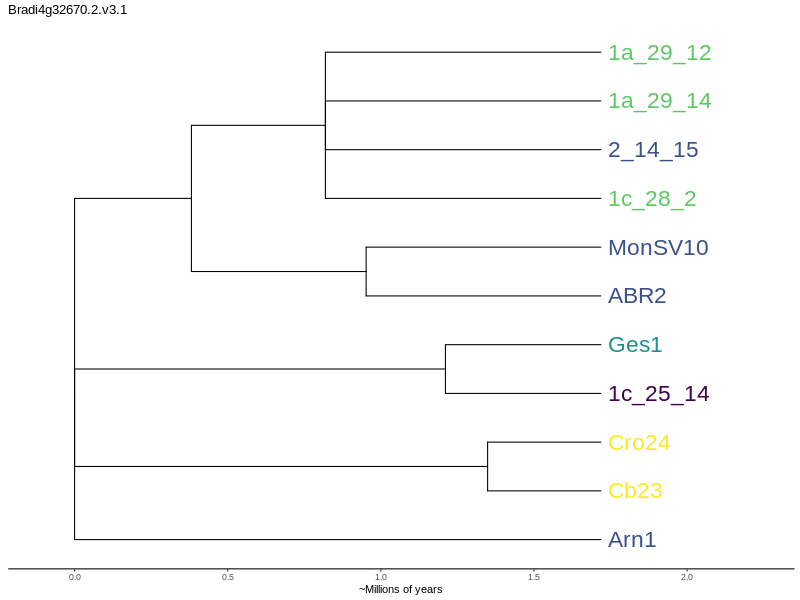 Bradi4g32670.2.v3.1
1a_29_12
1a_29_14
2_14_15
1c_28_2
MonSV10
ABR2
Ges1
1c_25_14
Cro24
Cb23
Arn1
0.0 0.5 1.0 1.5 2.0
~Millions of years